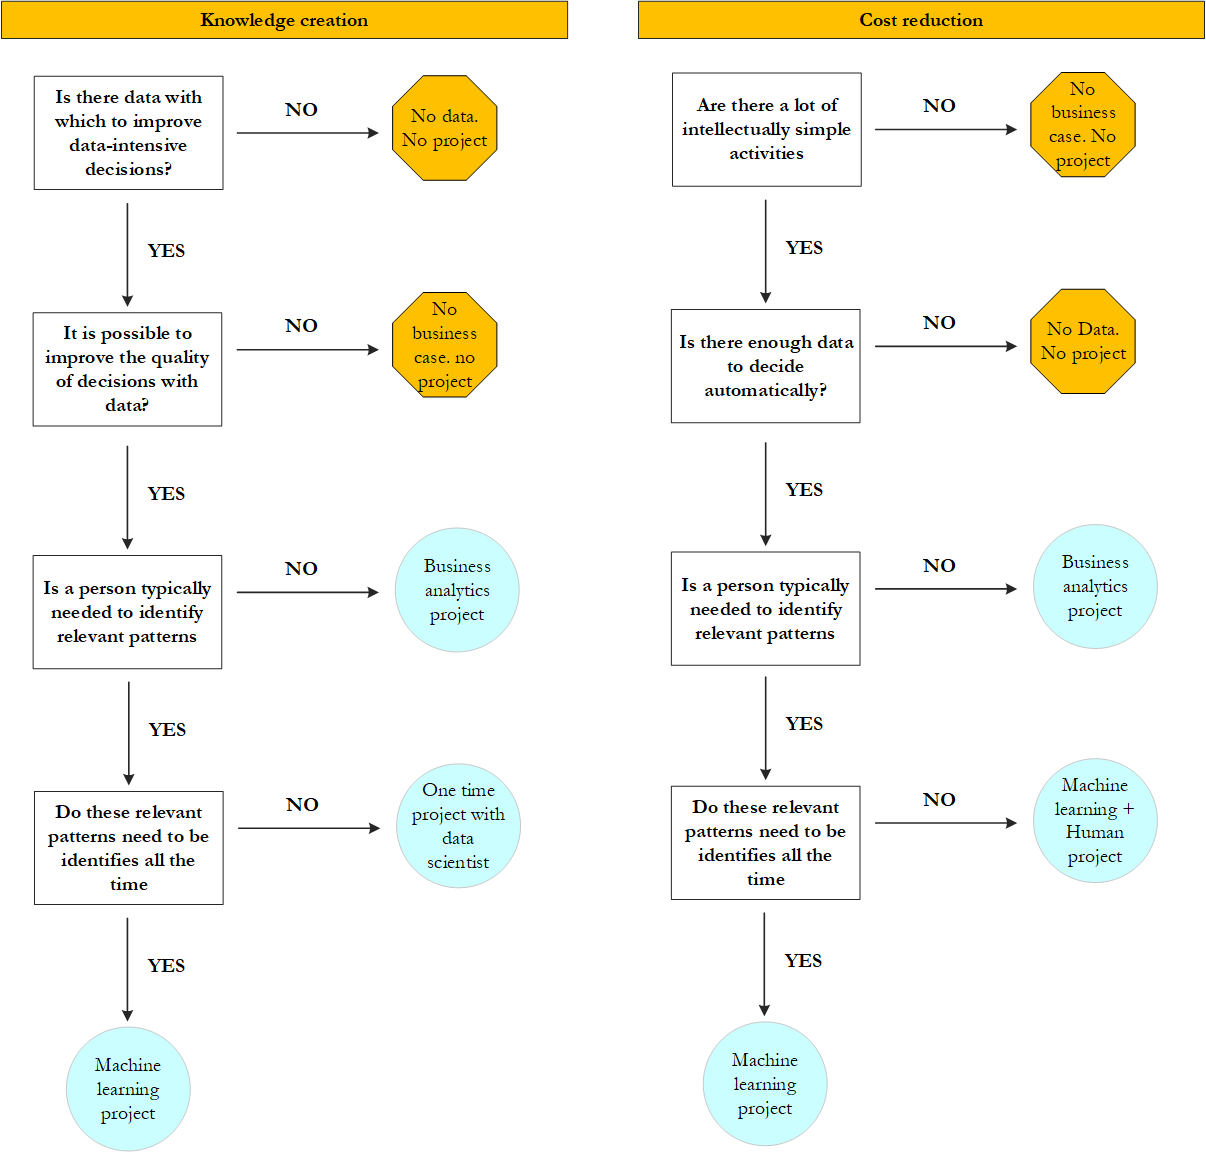 Knowledge creation
Is there data with
which to improve
data-intensive
decisions?
NO
No data.
No project
YES
It is possible to
improve the quality
of decisions with
data?
NO
No
business
case. no
project
YES
Is a person typically
needed to identify
relevant patterns
NO
Business
analytics
project
YES
Do these relevant
patterns need to be
identifies all the
time
NO
One time
project with
data
scientist
YES
Machine
learning
project
Cost reduction
Are there a lot of
intellectually simple
activities
NO
No
business
case. No
project
YES
Is there enough data
to decide
automatically?
NO
No Data.
No project
YES
Is a person typically
needed to identify
relevant patterns
NO
Business
analytics
project
YES
Do these relevant
patterns need to be
identifies all the
time
NO
Machine
learning +
Human
project
YES
Machine
learning
project